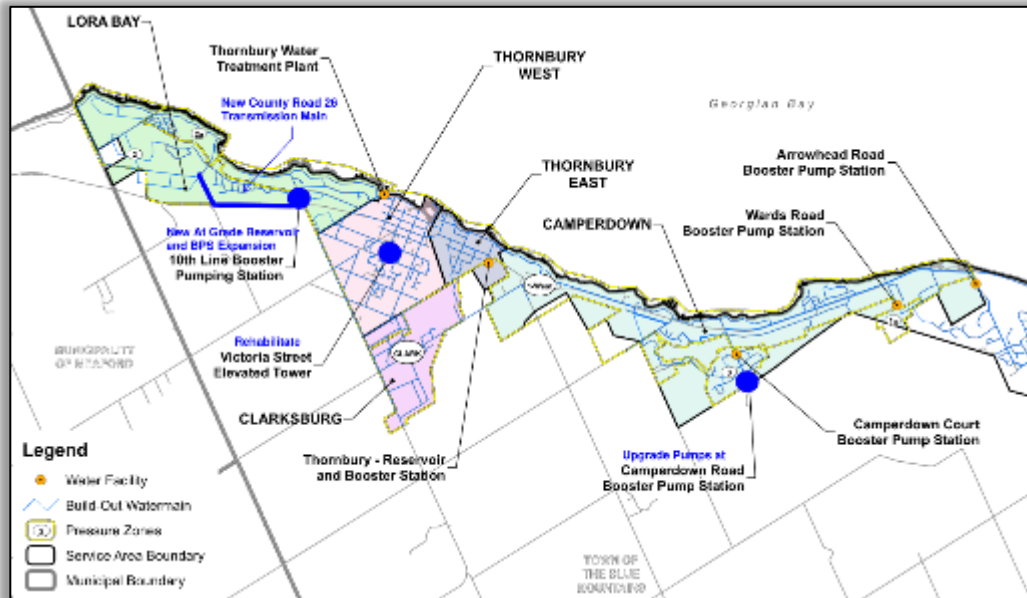 LORA BAY
Thornbury Water
Treatment Plant
THORNBURY
WEST
New County Road 26
Transmission Main
Georgian Bay
Arrowhead Road
Booster Pump Station
THORNBURY
EAST
Wards Road
Booster Pump Station
CAMPERDOWN
New At Grade Reservoir
and BPS Expansion
10th Line Booster
Pumping Station
MUNICIPALITY
OF MEAFORD
Rehabilitate
Victoria Street
Elevated Tower
CLARK
CLARKSBURG
Thornbury - Reservoir
and Booster Station
Upgrade Pumps at
Camperdown Road
Booster Pump Station
Camperdown Court
Booster Pump Station
TOWN OF
THE BLUE
MOUNTAINS
Legend
Water Facility
Build-Out Watermain
Pressure Zones
Service Area Boundary
Municipal Boundary